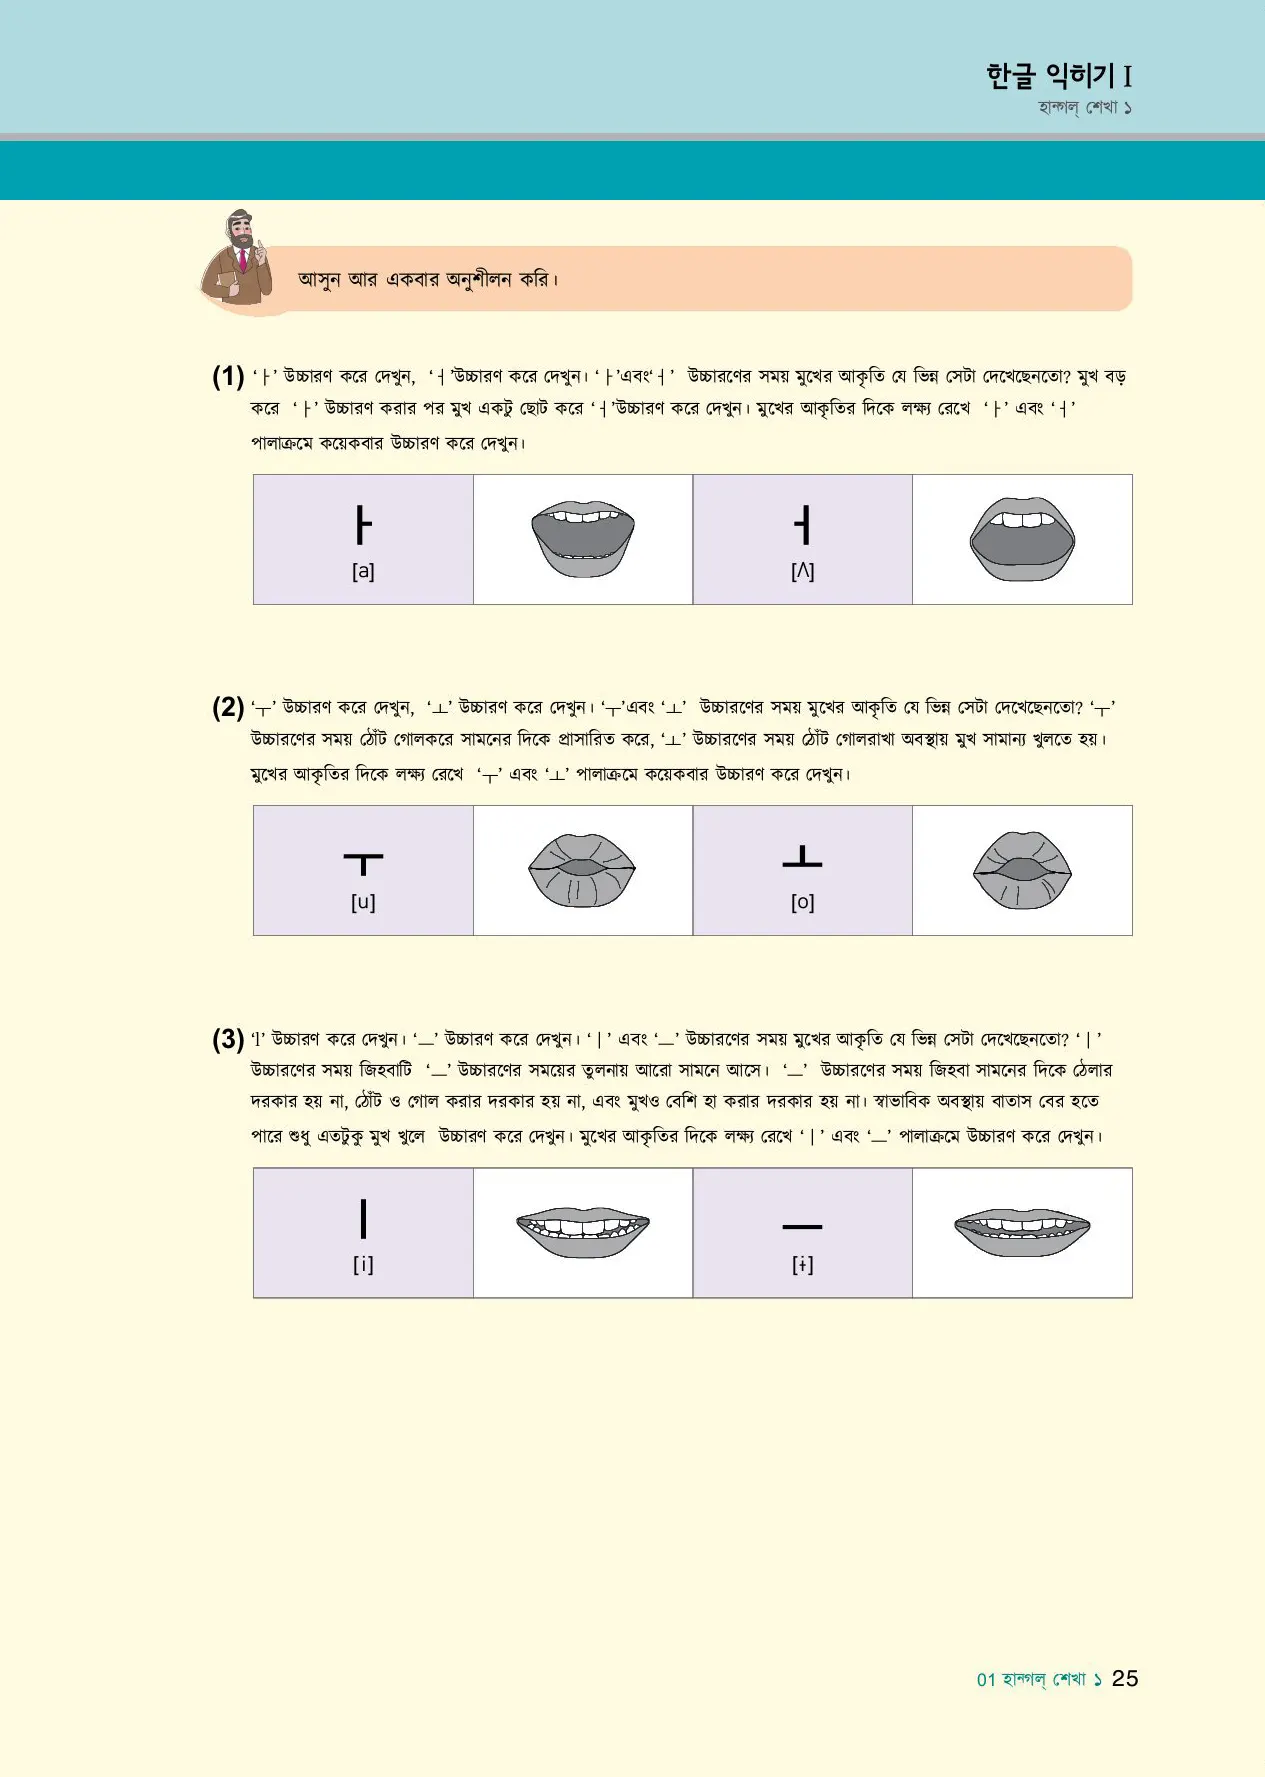 한글 익히기 I
হানগল্ শেখা ১
আসুন আর একবার অনুশীলন করি।
(1) ‘ㅏ’ উচ্চারণ করে দেখুন, ‘ㅓ’উচ্চারণ করে দেখুন। ‘ㅏ’এবং‘ㅓ’ উচ্চারণের সময় মুখের আকৃতি যে ভিন্ন সেটা দেখেছেনতো? মুখ বড়
করে ‘ㅏ’ উচ্চারণ করার পর মুখ একটু ছোট করে ‘ㅓ’উচ্চারণ করে দেখুন। মুখের আকৃতির দিকে লক্ষ্য রেখে ‘ㅏ’ এবং ‘ㅓ’
পালাক্রমে কয়েকবার উচ্চারণ করে দেখুন।
ㅏ ㅓ
[a] [Λ]
(2) ‘ㅜ’ উচ্চারণ করে দেখুন, ‘ㅗ’ উচ্চারণ করে দেখুন। ‘ㅜ’এবং ‘ㅗ’ উচ্চারণের সময় মুখের আকৃতি যে ভিন্ন সেটা দেখেছেনতো? ‘ㅜ’
উচ্চারণের সময় ঠোঁট গোলকরে সামনের দিকে প্রাসারিত করে, ‘ㅗ’ উচ্চারণের সময় ঠোঁট গোলরাখা অবস্থায় মুখ সামান্য খুলতে হয়।
মুখের আকৃতির দিকে লক্ষ্য রেখে ‘ㅜ’ এবং ‘ㅗ’ পালাক্রমে কয়েকবার উচ্চারণ করে দেখুন।
ㅜ ㅗ
[u] [o]
(3) ‘l’ উচ্চারণ করে দেখুন। ‘ㅡ’ উচ্চারণ করে দেখুন। ‘ㅣ’ এবং ‘ㅡ’ উচ্চারণের সময় মুখের আকৃতি যে ভিন্ন সেটা দেখেছেনতো? ‘ㅣ’
উচ্চারণের সময় জিহবাটি ‘ㅡ’ উচ্চারণের সময়ের তুলনায় আরো সামনে আসে। ‘ㅡ’ উচ্চারণের সময় জিহবা সামনের দিকে ঠেলার
দরকার হয় না, ঠোঁট ও গোল করার দরকার হয় না, এবং মুখও বেশি হা করার দরকার হয় না। স্বাভাবিক অবস্থায় বাতাস বের হতে
পারে শুধু এতটুকু মুখ খুলে উচ্চারণ করে দেখুন। মুখের আকৃতির দিকে লক্ষ্য রেখে ‘ㅣ’ এবং ‘ㅡ’ পালাক্রমে উচ্চারণ করে দেখুন।
ㅣ ㅡ
[i] [ɨ]
01 হানগল্ শেখা ১ 25